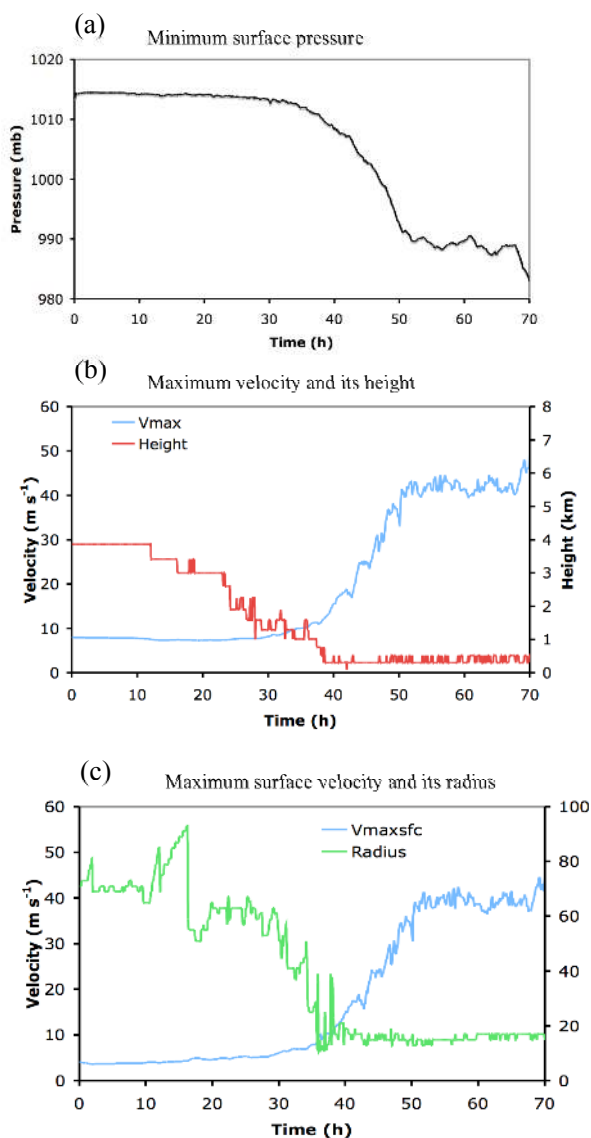 (a)
Minimum surface pressure
1020
1010
1000
990
980
Pressure (mb)
0 10 20 30 40 50 60 70
Time (h)
(b)
Maximum velocity and its height
60
50
40
30
20
10
0
Velocity (m s⁻¹)
Vmax
Height
8
7
6
5
4
3
2
1
0
Height (km)
0 10 20 30 40 50 60 70
Time (h)
(c)
Maximum surface velocity and its radius
60
50
40
30
20
10
0
Velocity (m s⁻¹)
Vmaxsfc
Radius
100
80
60
40
20
0
0 10 20 30 40 50 60 70
Time (h)